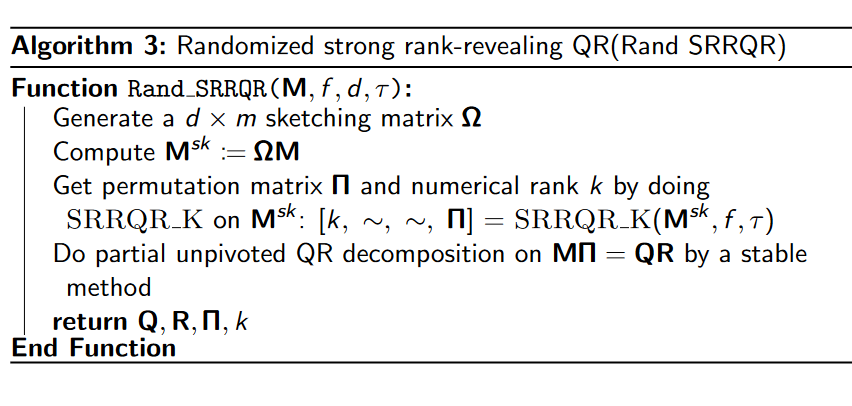 Algorithm 3: Randomized strong rank-revealing QR(Rand SRRQR)
Function Rand_SRRQR(M, f, d, τ):
Generate a d × m sketching matrix Ω
Compute M^{sk} := ΩM
Get permutation matrix Π and numerical rank k by doing
SRRQR_K on M^{sk}: [k, ∼, ∼, Π] = SRRQR_K(M^{sk}, f, τ)
Do partial unpivoted QR decomposition on MΠ = QR by a stable
method
return Q, R, Π, k
End Function